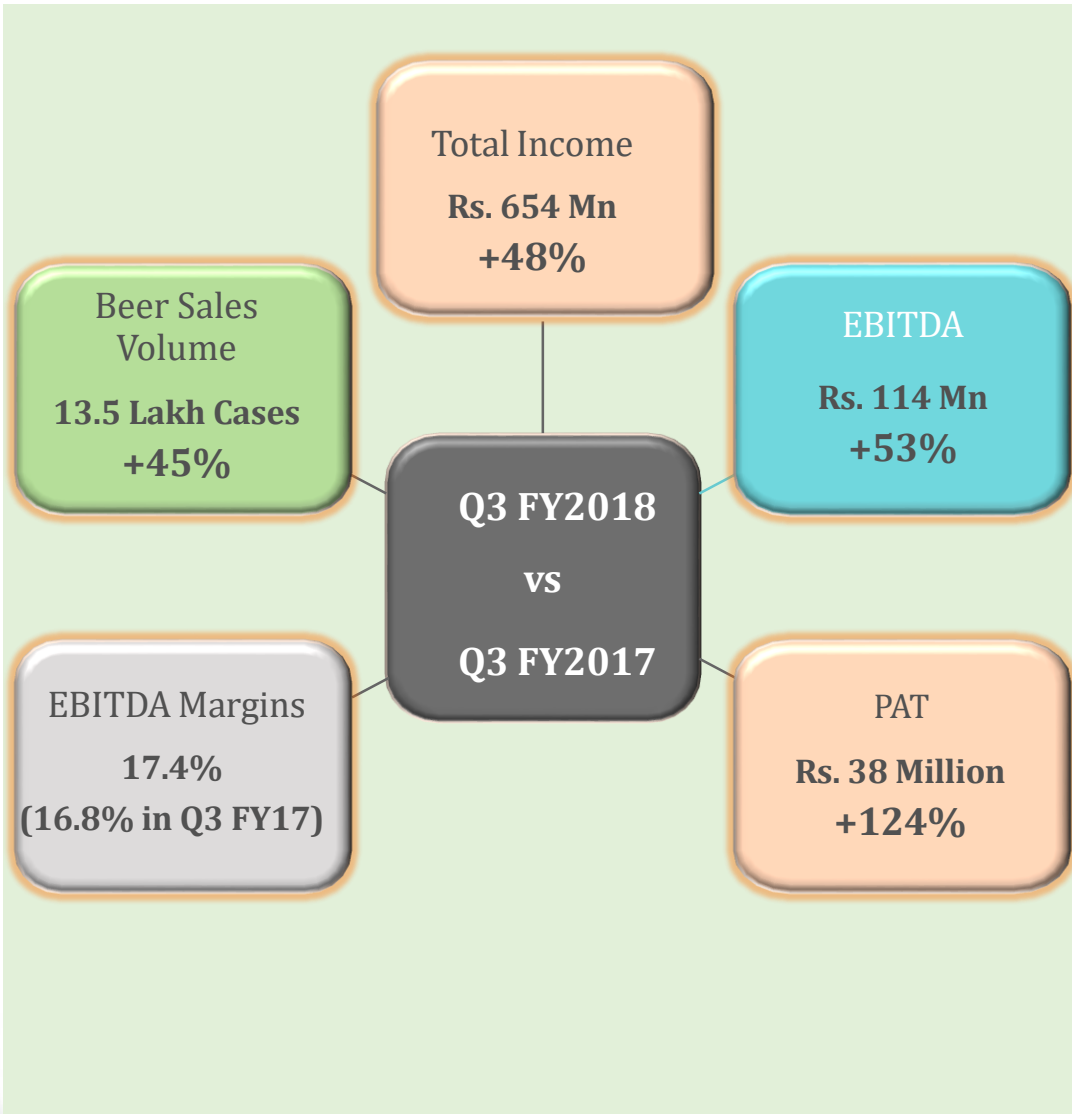 Total Income
Rs. 654 Mn
+48%
Beer Sales
Volume
13.5 Lakh Cases
+45%
EBITDA
Rs. 114 Mn
+53%
Q3 FY2018
vs
Q3 FY2017
EBITDA Margins
17.4%
(16.8% in Q3 FY17)
PAT
Rs. 38 Million
+124%